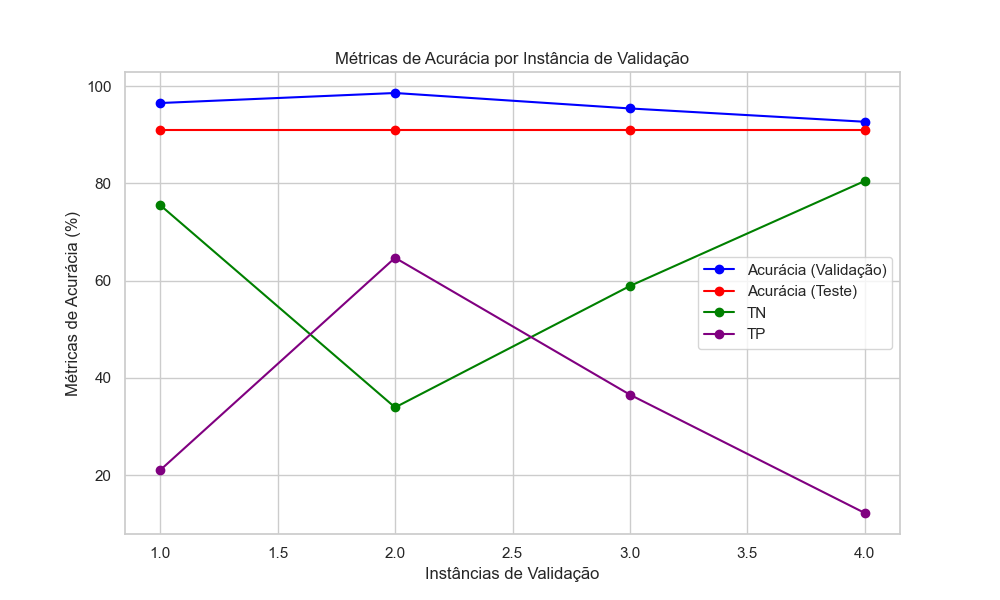 Métricas de Acurácia por Instância de Validação
Métricas de Acurácia (%)
100
80
60
40
20
Acurácia (Validação)
Acurácia (Teste)
TN
TP
1.0 1.5 2.0 2.5 3.0 3.5 4.0
Instâncias de Validação